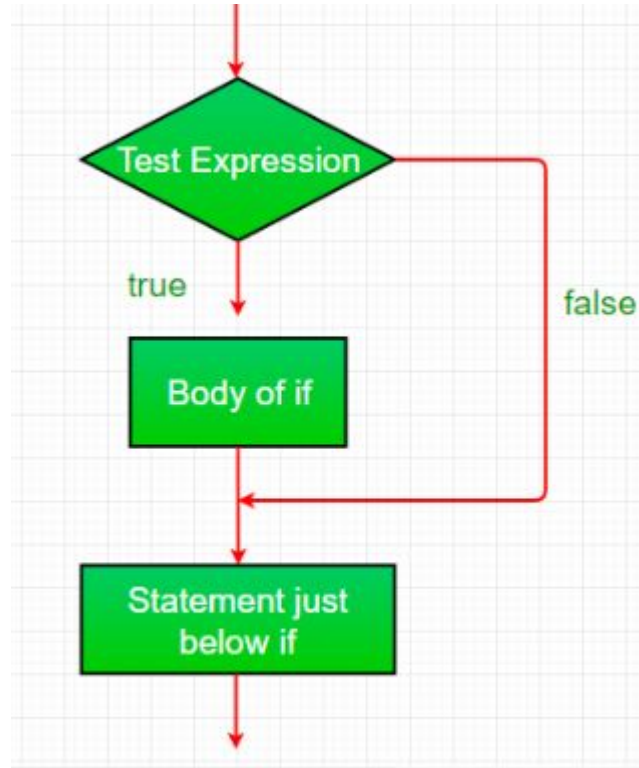 Test Expression
true
false
Body of if
Statement just
below if